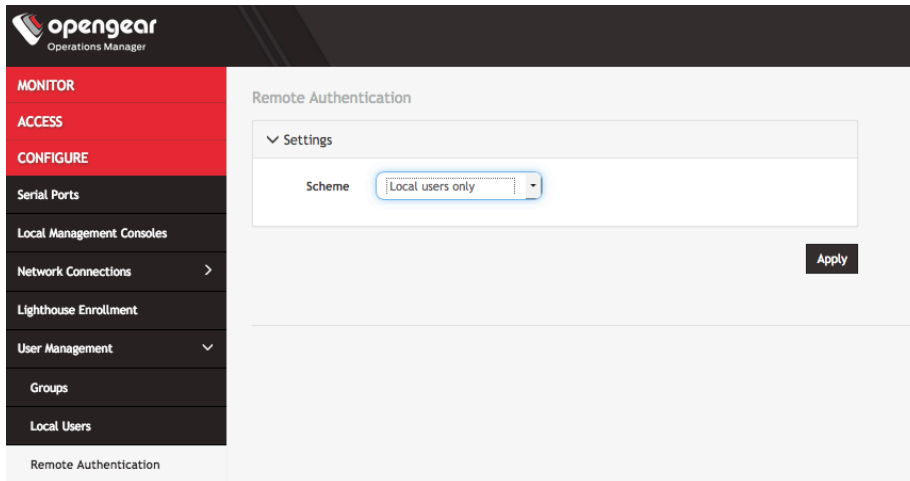 opengear
Operations Manager
MONITOR
ACCESS
CONFIGURE
Serial Ports
Local Management Consoles
Network Connections
Lighthouse Enrollment
User Management
Groups
Local Users
Remote Authentication
Remote Authentication
Settings
Scheme Local users only
Apply